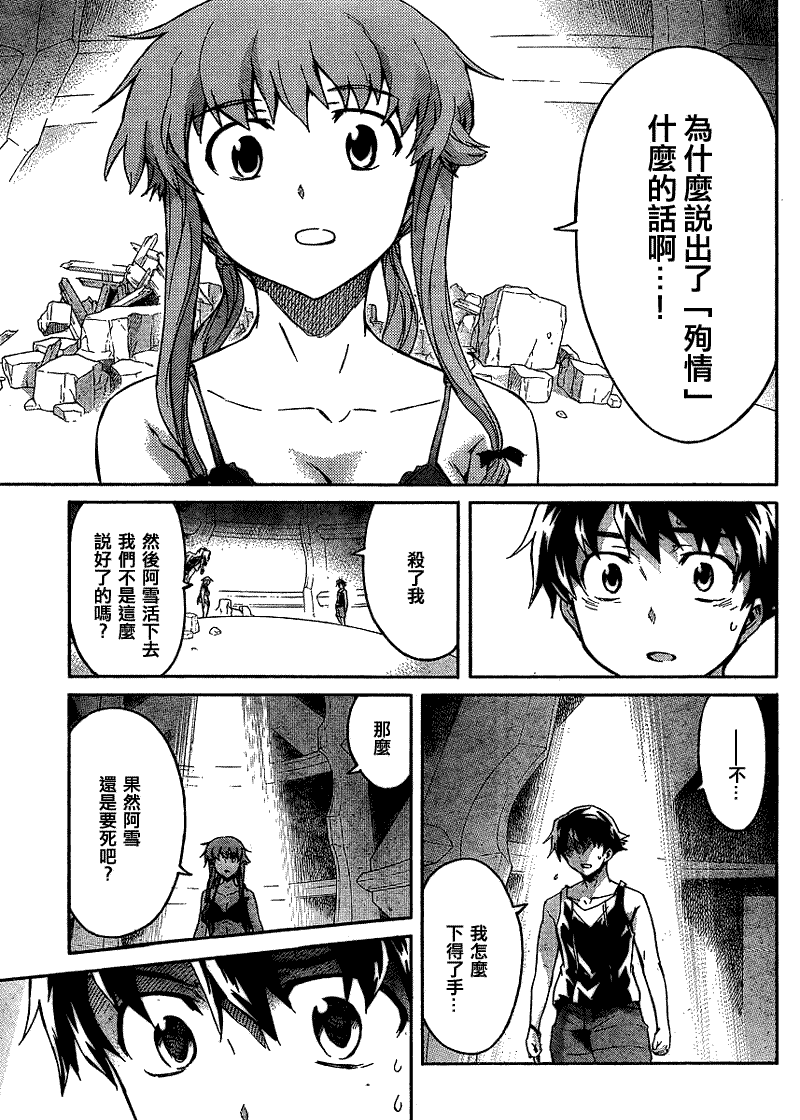 為什麼說出了「殉情」
什麼的話啊…！
殺了我
然後阿雪活下去
我們不是這麼
說好了的嗎？
——不…
我怎麼
下得了手…
那麼
果然阿雪
還是要死吧？